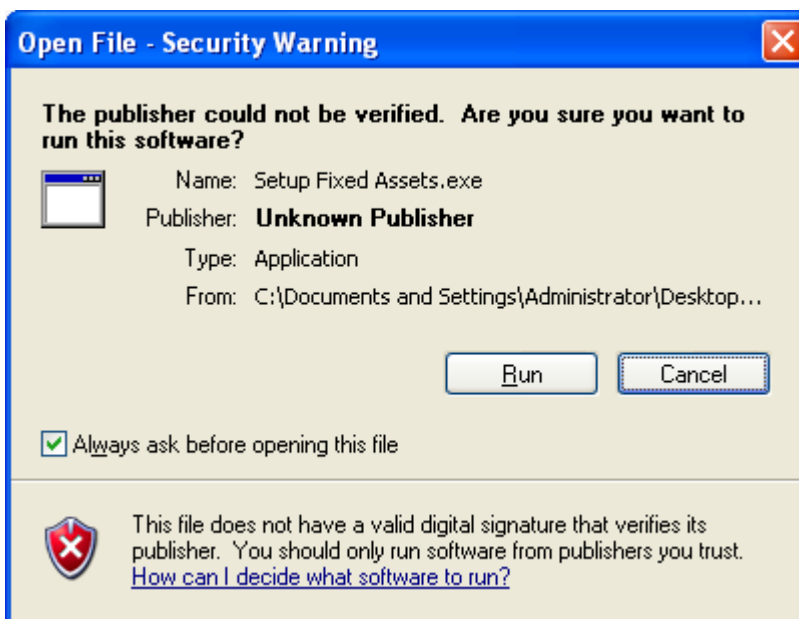 Open File - Security Warning
The publisher could not be verified.  Are you sure you want to
run this software?
Name: Setup Fixed Assets.exe
Publisher: Unknown Publisher
Type: Application
From: C:\Documents and Settings\Administrator\Desktop...
Run Cancel
Always ask before opening this file
This file does not have a valid digital signature that verifies its
publisher.  You should only run software from publishers you trust.
How can I decide what software to run?